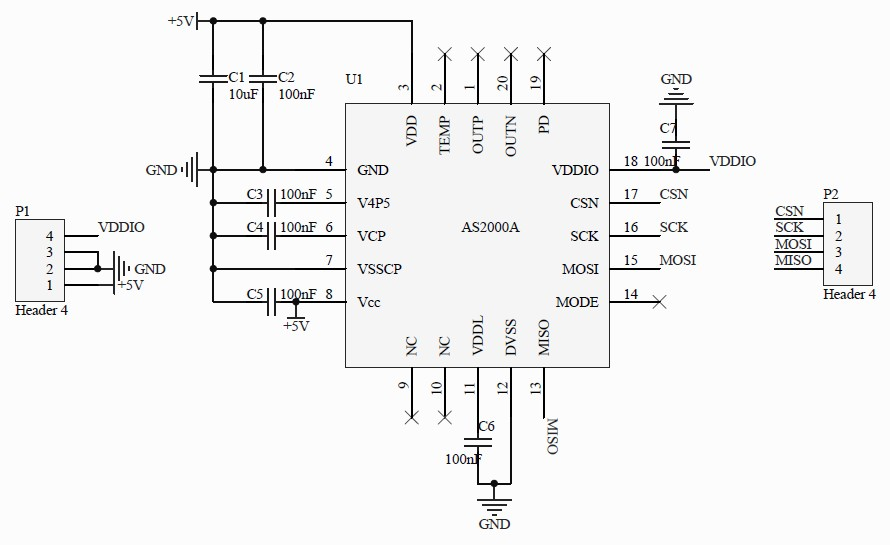 +5V
C1
10uF
C2
100nF
U1
3
2
1
20
19
VDD
TEMP
OUTP
OUTN
PD
GND
C7
100nF
GND
4
GND
VDDIO
18
VDDIO
C3
100nF
5
V4P5
CSN
17
CSN
C4
100nF
6
VCP
AS2000A
SCK
16
SCK
7
VSSCP
MOSI
15
MOSI
C5
100nF
8
Vcc
MODE
14
+5V
NC
NC
VDDL
DVSS
MISO
9
10
11
12
13
MISO
C6
100nF
GND
P1
4
VDDIO
3
2
GND
1
+5V
Header 4
P2
CSN
1
SCK
2
MOSI
3
MISO
4
Header 4